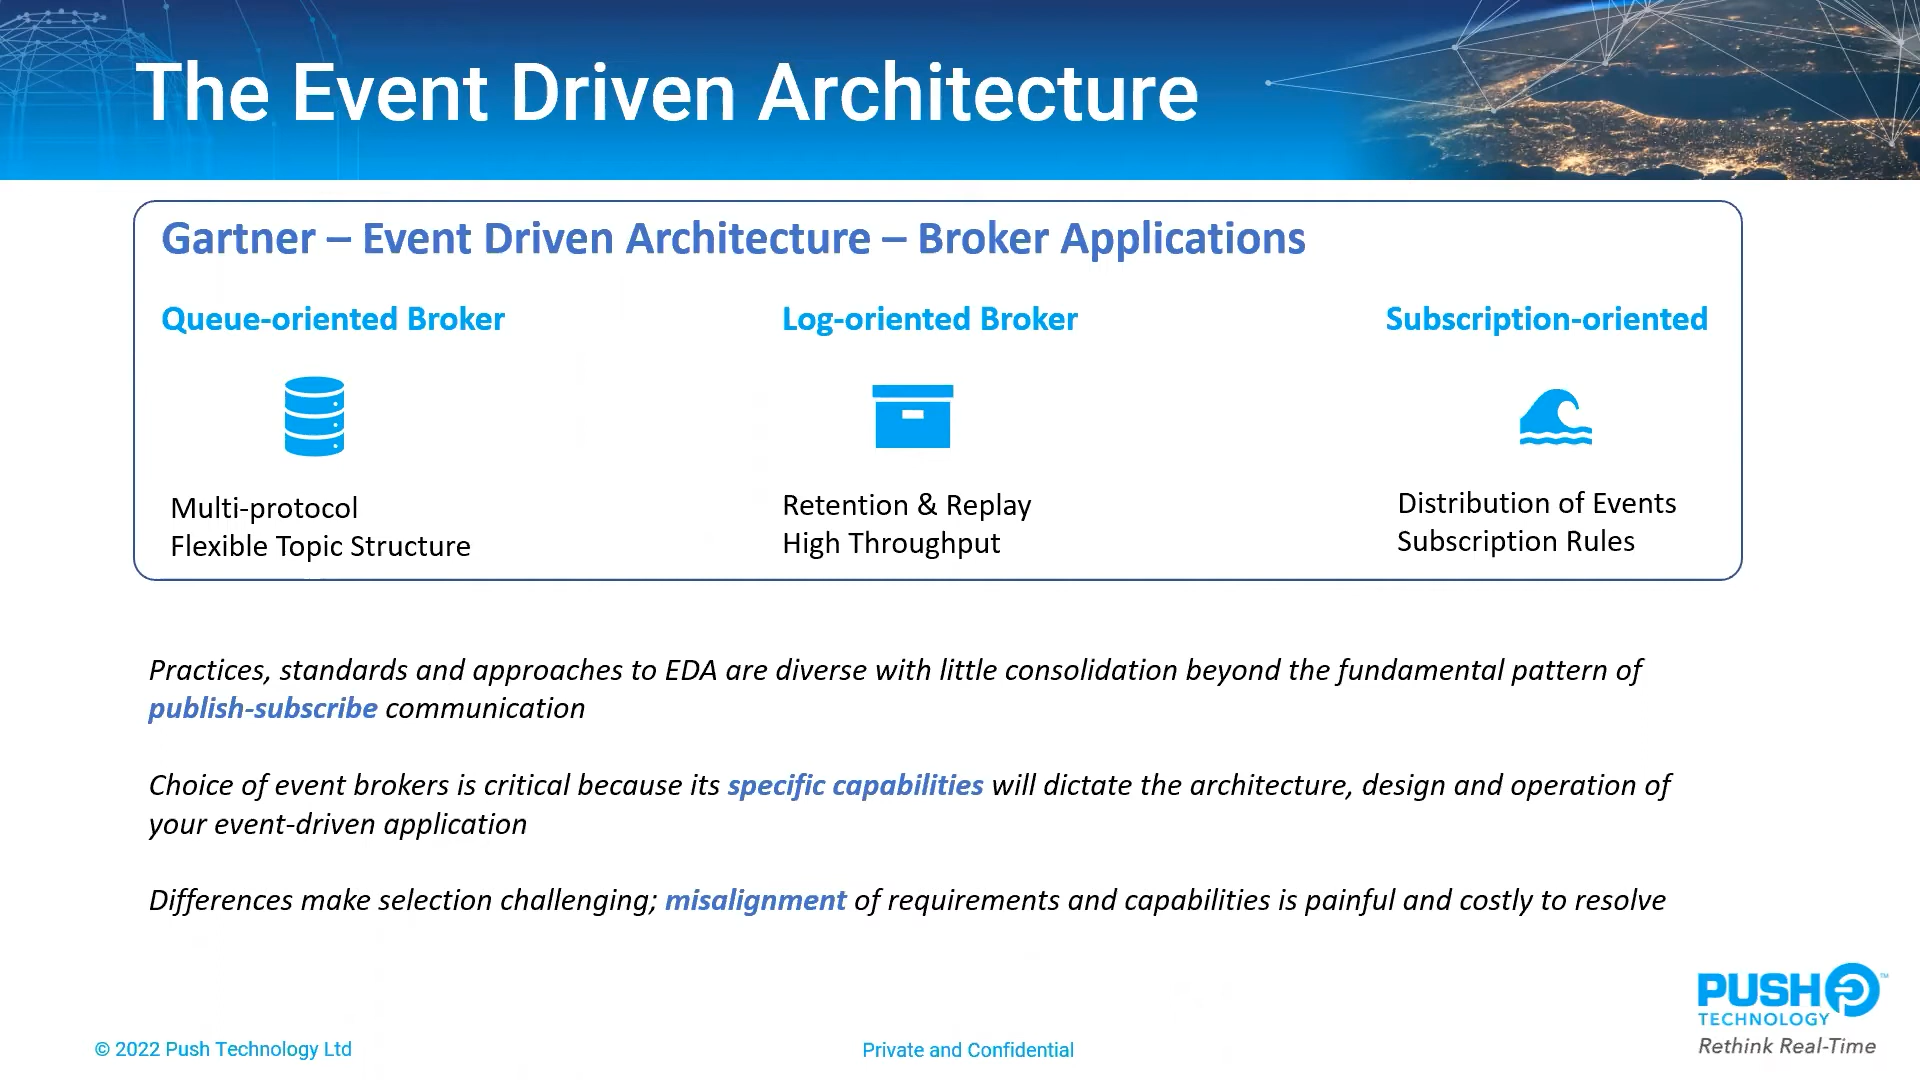 The Event Driven Architecture
Gartner – Event Driven Architecture – Broker Applications
Queue-oriented Broker
Log-oriented Broker
Subscription-oriented
Multi-protocol
Flexible Topic Structure
Retention & Replay
High Throughput
Distribution of Events
Subscription Rules
Practices, standards and approaches to EDA are diverse with little consolidation beyond the fundamental pattern of
publish-subscribe communication
Choice of event brokers is critical because its specific capabilities will dictate the architecture, design and operation of
your event-driven application
Differences make selection challenging; misalignment of requirements and capabilities is painful and costly to resolve
PUSH ™
TECHNOLOGY
Rethink Real-Time
© 2022 Push Technology Ltd
Private and Confidential